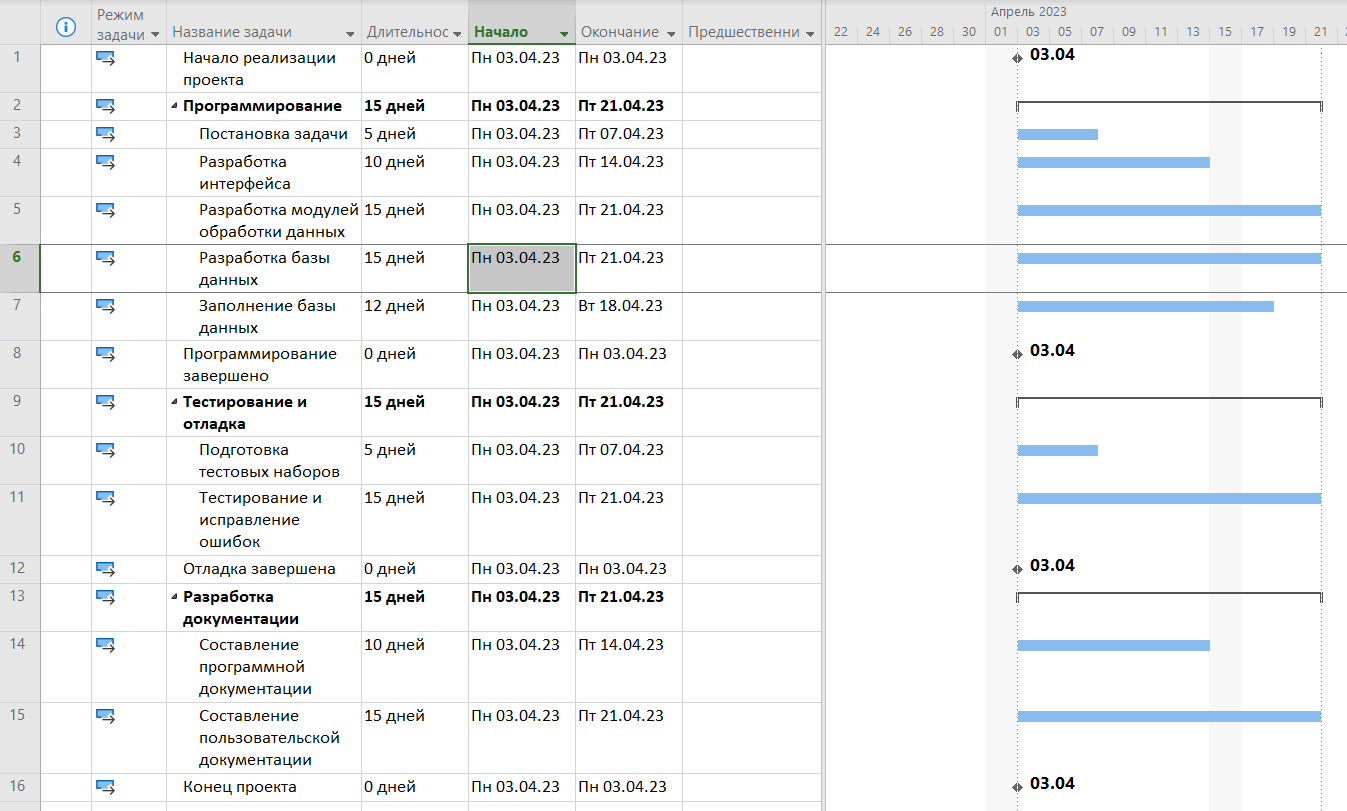 Апрель 2023
Режим задачи Название задачи Длительнос Начало Окончание Предшественни 22 24 26 28 30 01 03 05 07 09 11 13 15 17 19 21
1 Начало реализации проекта 0 дней Пн 03.04.23 Пн 03.04.23 03.04
2 Программирование 15 дней Пн 03.04.23 Пт 21.04.23
3 Постановка задачи 5 дней Пн 03.04.23 Пт 07.04.23
4 Разработка интерфейса 10 дней Пн 03.04.23 Пт 14.04.23
5 Разработка модулей обработки данных 15 дней Пн 03.04.23 Пт 21.04.23
6 Разработка базы данных 15 дней Пн 03.04.23 Пт 21.04.23
7 Заполнение базы данных 12 дней Пн 03.04.23 Вт 18.04.23
8 Программирование завершено 0 дней Пн 03.04.23 Пн 03.04.23 03.04
9 Тестирование и отладка 15 дней Пн 03.04.23 Пт 21.04.23
10 Подготовка тестовых наборов 5 дней Пн 03.04.23 Пт 07.04.23
11 Тестирование и исправление ошибок 15 дней Пн 03.04.23 Пт 21.04.23
12 Отладка завершена 0 дней Пн 03.04.23 Пн 03.04.23 03.04
13 Разработка документации 15 дней Пн 03.04.23 Пт 21.04.23
14 Составление программной документации 10 дней Пн 03.04.23 Пт 14.04.23
15 Составление пользовательской документации 15 дней Пн 03.04.23 Пт 21.04.23
16 Конец проекта 0 дней Пн 03.04.23 Пн 03.04.23 03.04